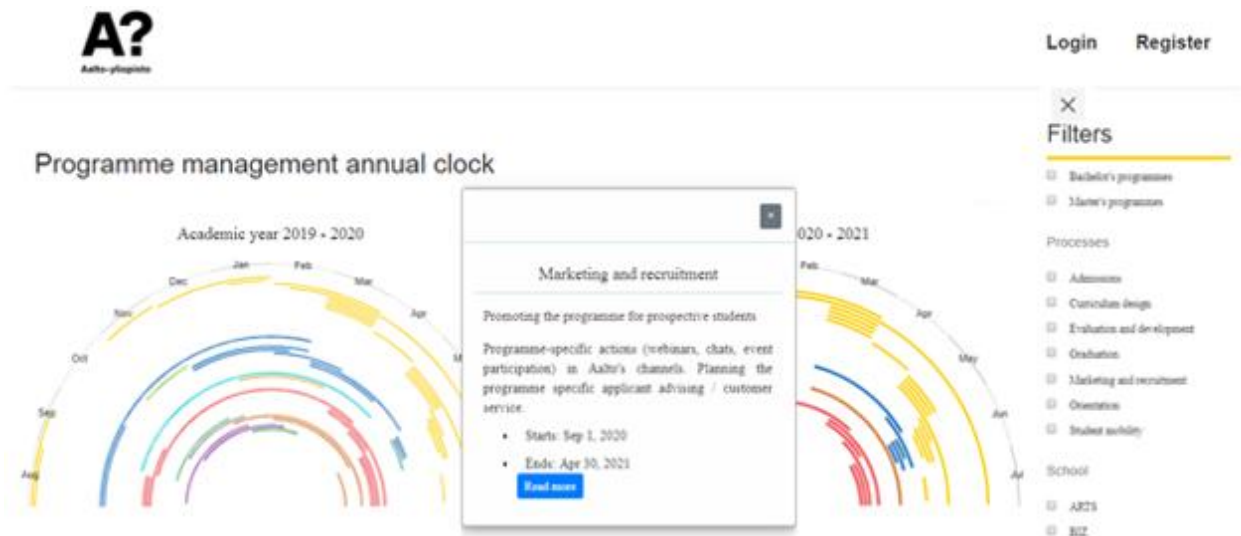 A?
Aalto-yliopisto
Login
Register
Filters
Programme management annual clock
Bachelor's programmes
Master's programmes
Academic year 2019 - 2020
020 - 2021
Processes
Jan
Feb
Dec
Mar
Nov
Apr
Oct
M
Sep
Aug
Marketing and recruitment
Promoting the programme for prospective students
Programme-specific actions (webinars, chats, event
participation) in Aalto's channels. Planning the
programme specific applicant advising / customer
service.
Starts: Sep 1, 2020
Ends: Apr 30, 2021
Read more
Feb
Mar
Apr
May
Jun
Jul
Admissions
Curriculum design
Evaluation and development
Graduation
Marketing and recruitment
Orientation
Student mobility
School
ARTS
BIZ